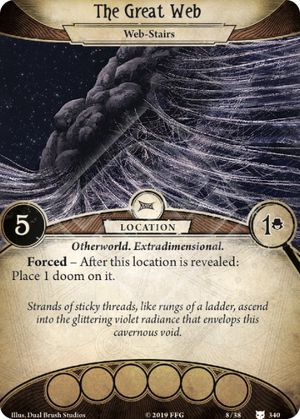 The Great Web
Web-Stairs
5
LOCATION
1
Otherworld. Extradimensional.
Forced – After this location is revealed:
Place 1 doom on it.
Strands of sticky threads, like rungs of a ladder, ascend
into the glittering violet radiance that envelops this
cavernous void.
Illus. Dual Brush Studios
© 2019 FFG
8/38
340